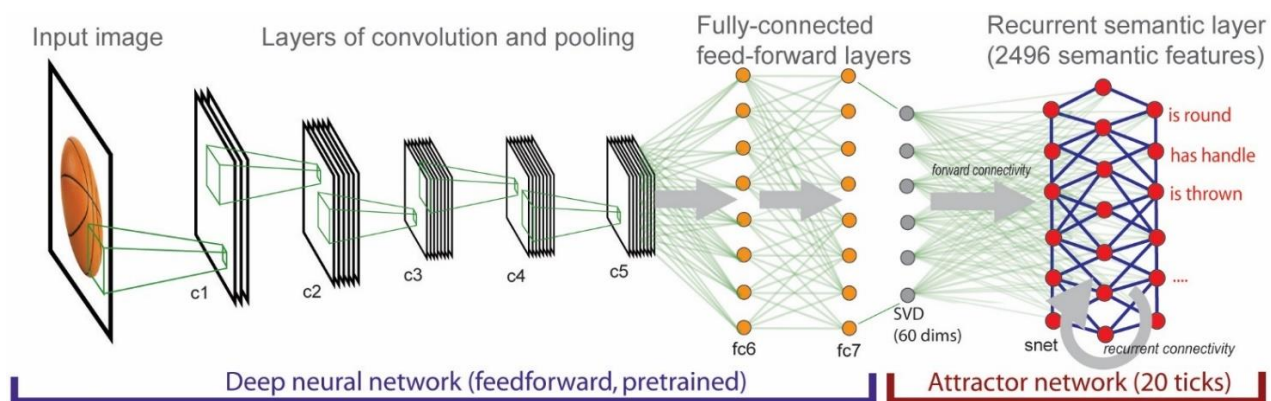 Input image
Layers of convolution and pooling
Fully-connected
feed-forward layers
Recurrent semantic layer
(2496 semantic features)
is round
has handle
is thrown
....
forward connectivity
c1
c2
c3
c4
c5
fc6
fc7
SVD
(60 dims)
snet
recurrent connectivity
Deep neural network (feedforward, pretrained)
Attractor network (20 ticks)